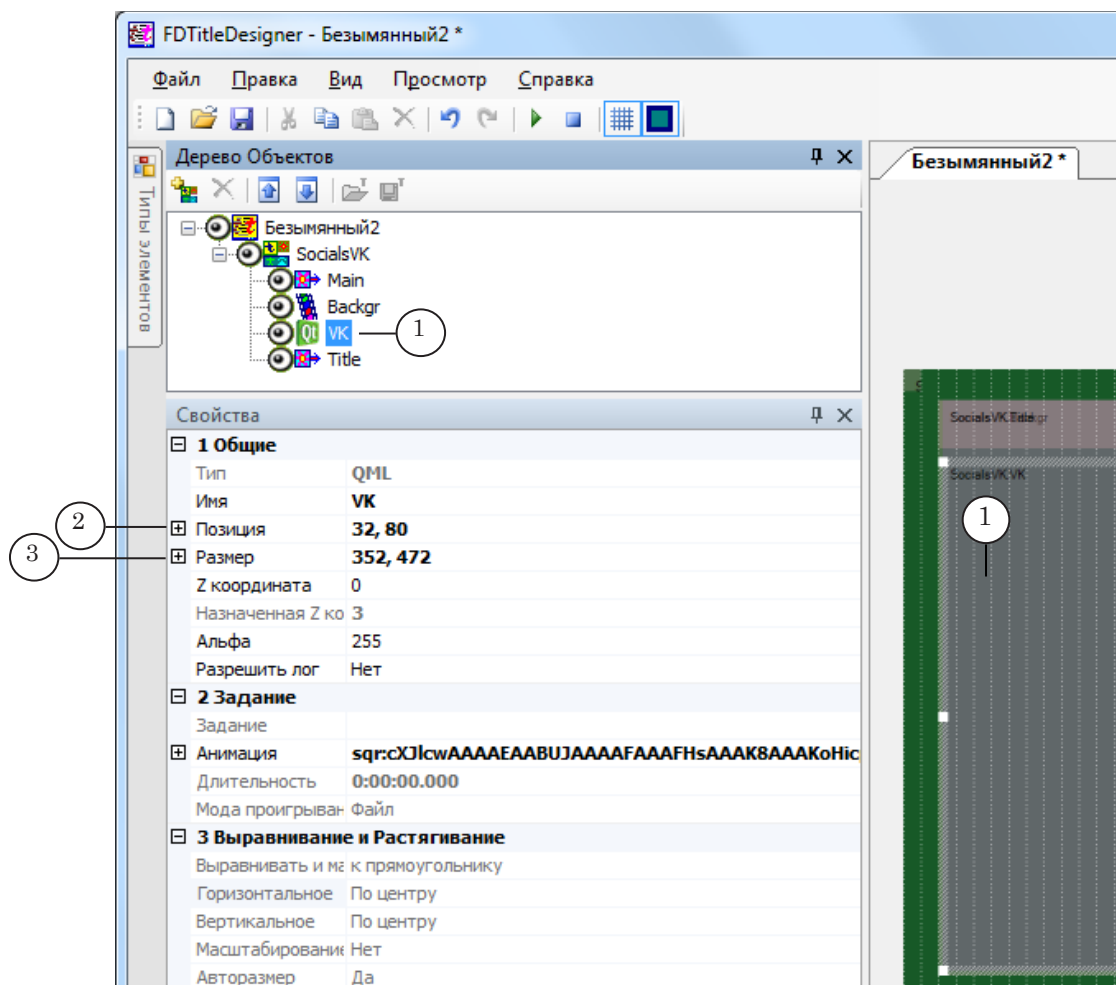 FDTitleDesigner - Безымянный2 *
Файл Правка Вид Просмотр Справка
Типы элементов
Дерево Объектов
Безымянный2
SocialsVK
Main
Backgr
VK
Title
1
Свойства
1 Общие
Тип QML
Имя VK
2
Позиция 32, 80
3
Размер 352, 472
Z координата 0
Назначенная Z ко 3
Альфа 255
Разрешить лог Нет
2 Задание
Задание
Анимация sqr:cXJlcwAAAAEAABUJAAAAFAAAFHsAAAK8AAAKoHic
Длительность 0:00:00.000
Мода проигрыван Файл
3 Выравнивание и Растягивание
Выравнивать и ма к прямоугольнику
Горизонтальное По центру
Вертикальное По центру
Масштабировани Нет
Авторазмер Да
Безымянный2 *
SocialsVK.VK
1